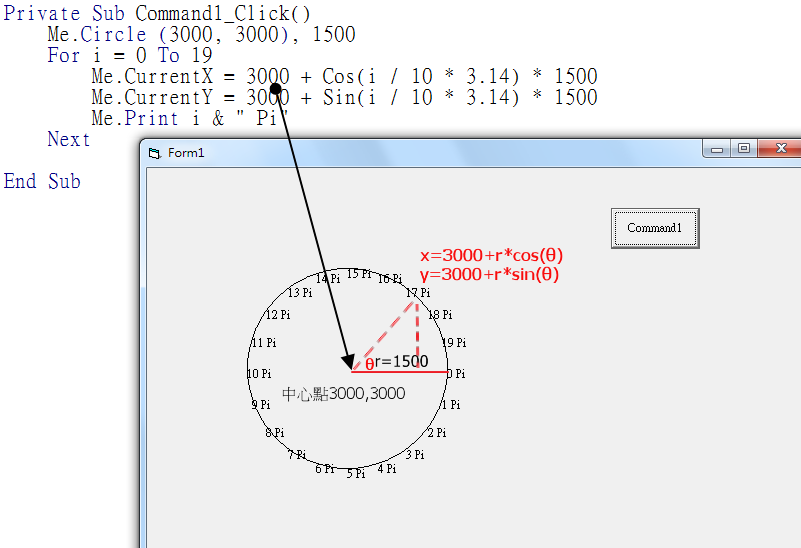 Private Sub Command1_Click()
Me.Circle (3000, 3000), 1500
For i = 0 To 19
Me.CurrentX = 3000 + Cos(i / 10 * 3.14) * 1500
Me.CurrentY = 3000 + Sin(i / 10 * 3.14) * 1500
Me.Print i & " Pi"
Next
End Sub
Form1
Command1
x=3000+r*cos(θ)
y=3000+r*sin(θ)
14 Pi
15 Pi
16 Pi
13 Pi
17 Pi
12 Pi
18 Pi
11 Pi
19 Pi
θ
r=1500
10 Pi
0 Pi
中心點3000,3000
9 Pi
1 Pi
8 Pi
2 Pi
7 Pi
3 Pi
6 Pi
5 Pi
4 Pi